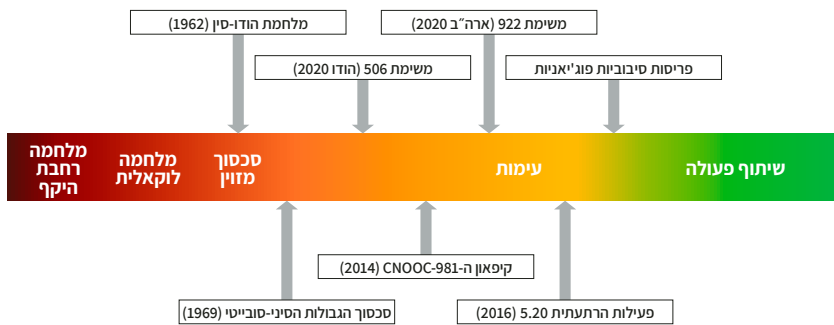 מלחמת הודו-סין (1962)
משימת 922 (ארה״ב 2020)
משימת 506 (הודו 2020)
פריסות סיבוביות פוג'יאניות
מלחמה
רחבת
היקף
מלחמה
לוקאלית
סכסוך
מזוין
עימות
שיתוף פעולה
קיפאון ה-CNOOC-981 (2014)
סכסוך הגבולות הסיני-סובייטי (1969)
פעילות הרתעתית 5.20 (2016)